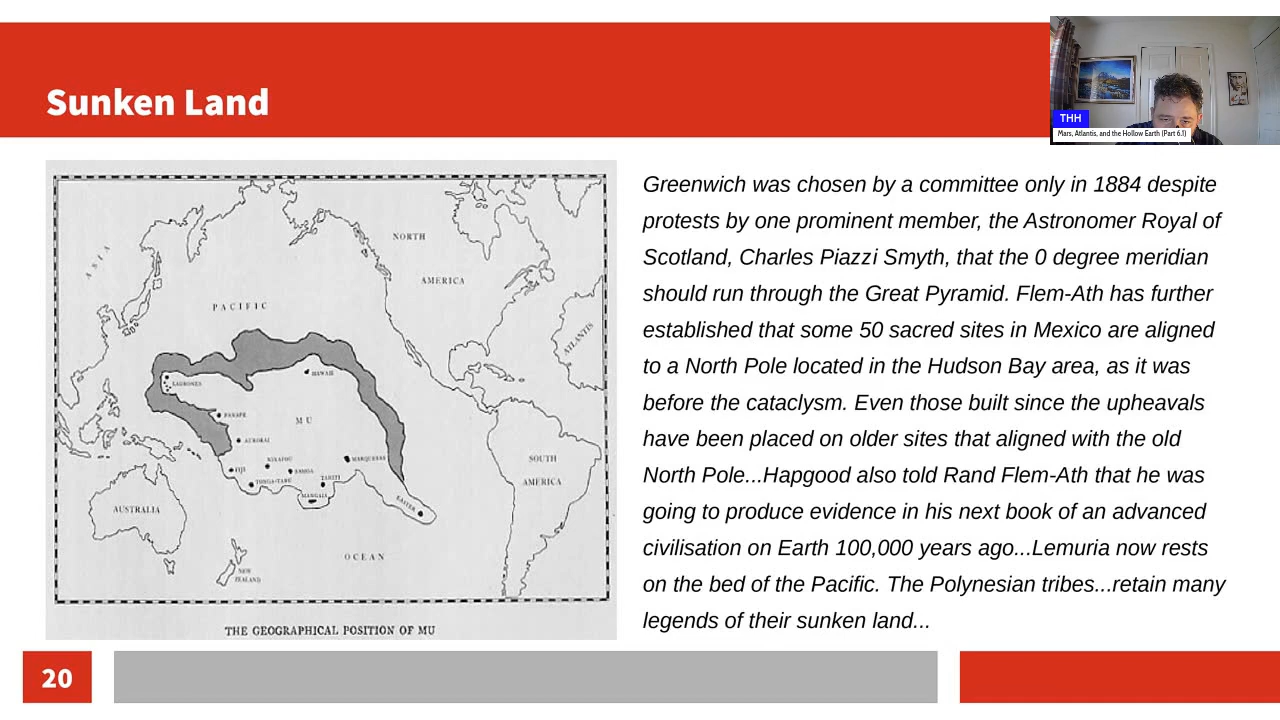 Sunken Land
THH
Mars, Atlantis, and the Hollow Earth (Part 6.1)
ASIA
NORTH
AMERICA
PACIFIC
ATLANTIS
LADRONES
HAWAII
PANAPE
MU
AURORAI
FIJI
NIKAFOU
SAMOA
MARQUESAS
TONGA-TABU
TAHITI
MANGAIA
EASTER
SOUTH
AMERICA
AUSTRALIA
OCEAN
NEW
ZEALAND
THE GEOGRAPHICAL POSITION OF MU
Greenwich was chosen by a committee only in 1884 despite
protests by one prominent member, the Astronomer Royal of
Scotland, Charles Piazzi Smyth, that the 0 degree meridian
should run through the Great Pyramid. Flem-Ath has further
established that some 50 sacred sites in Mexico are aligned
to a North Pole located in the Hudson Bay area, as it was
before the cataclysm. Even those built since the upheavals
have been placed on older sites that aligned with the old
North Pole...Hapgood also told Rand Flem-Ath that he was
going to produce evidence in his next book of an advanced
civilisation on Earth 100,000 years ago...Lemuria now rests
on the bed of the Pacific. The Polynesian tribes...retain many
legends of their sunken land...
20